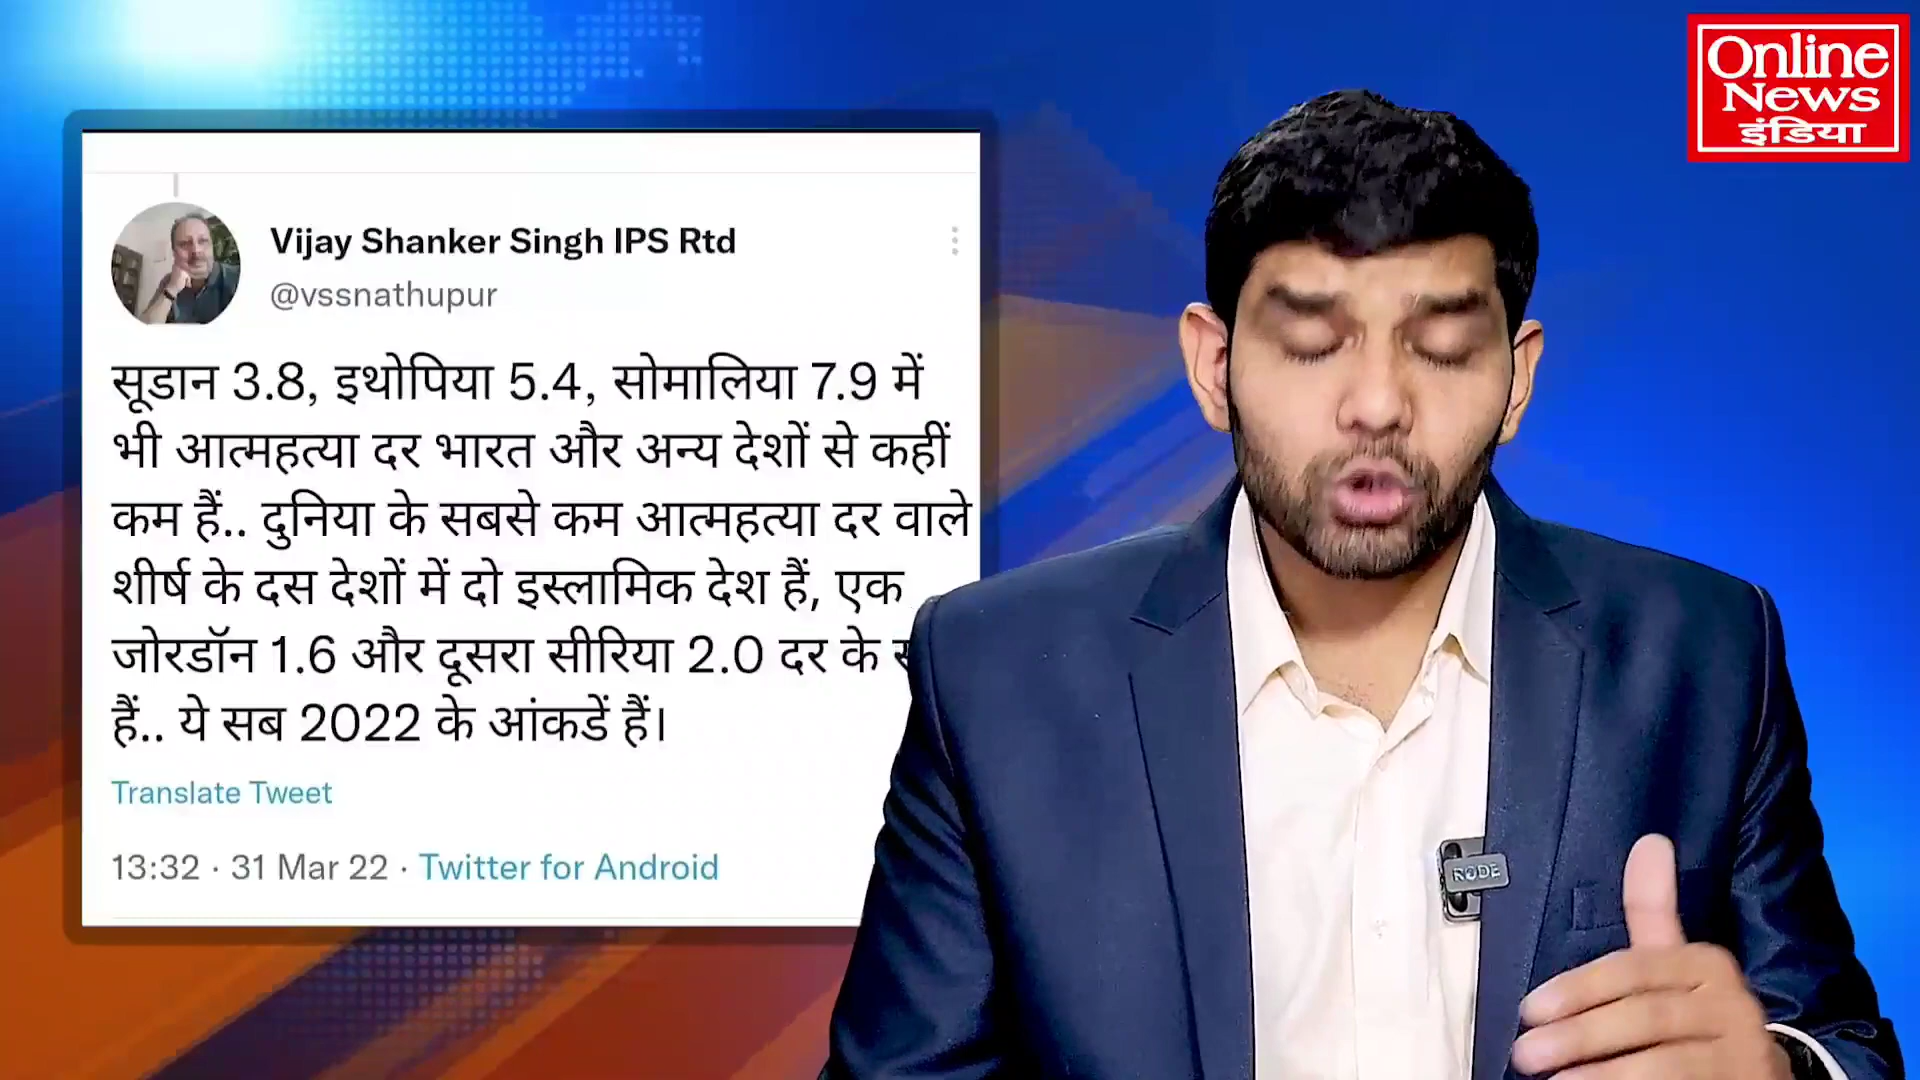 Online
News
इंडिया
Vijay Shanker Singh IPS Rtd
@vssnathupur
सूडान 3.8, इथोपिया 5.4, सोमालिया 7.9 में
भी आत्महत्या दर भारत और अन्य देशों से कहीं
कम हैं.. दुनिया के सबसे कम आत्महत्या दर वाले
शीर्ष के दस देशों में दो इस्लामिक देश हैं, एक
जोरडॉन 1.6 और दूसरा सीरिया 2.0 दर के
हैं.. ये सब 2022 के आंकडें हैं।
Translate Tweet
13:32 · 31 Mar 22 · Twitter for Android
RODE